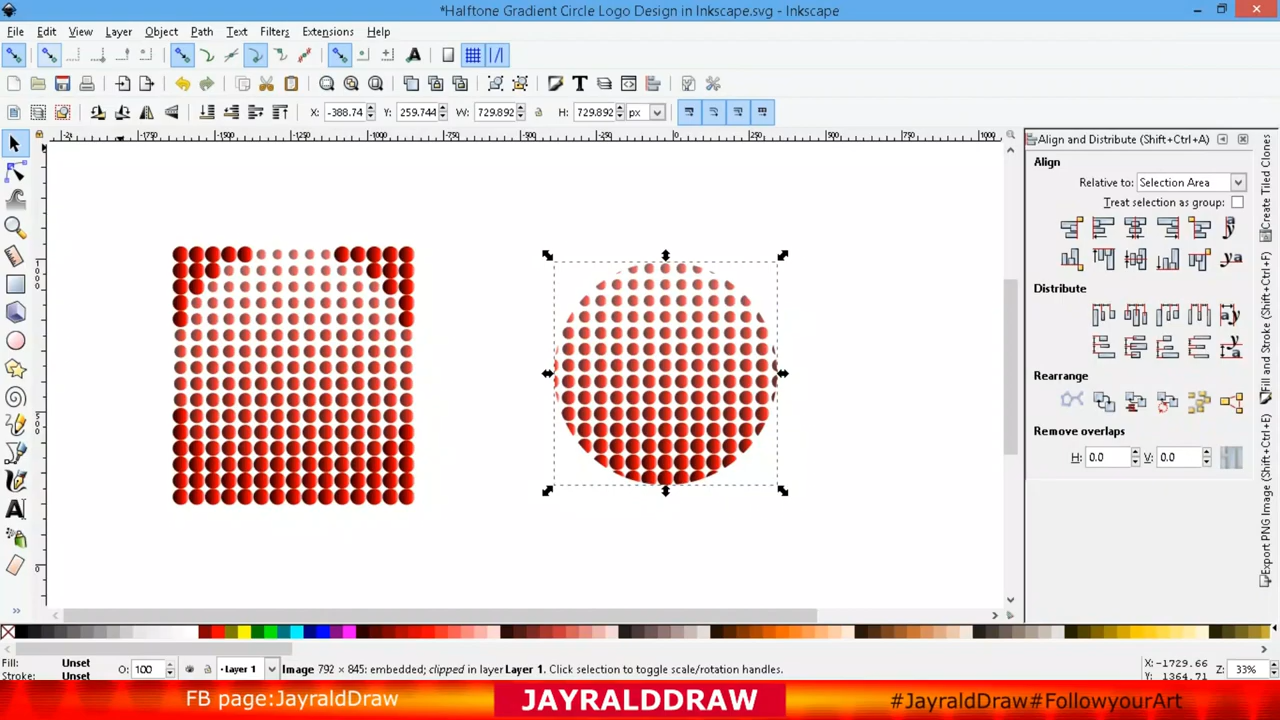 *Halftone Gradient Circle Logo Design in Inkscape.svg - Inkscape
File Edit View Layer Object Path Text Filters Extensions Help
X: -388.74 Y: 259.744 W: 729.892 H: 729.892 px
Align and Distribute (Shift+Ctrl+A)
Align
Relative to: Selection Area
Treat selection as group:
Distribute
Rearrange
Remove overlaps
H: 0.0 V: 0.0
Create Tiled Clones
Fill and Stroke (Shift+Ctrl+F)
Export PNG Image (Shift+Ctrl+E)
Fill: Unset
Stroke: Unset
O: 100
Layer 1
Image 792 × 845: embedded; clipped in layer Layer 1. Click selection to toggle scale/rotation handles.
X: -1729.66
Y: 1364.71
Z: 33%
FB page:JayraldDraw
JAYRALDDRAW
#JayraldDraw#FollowyourArt